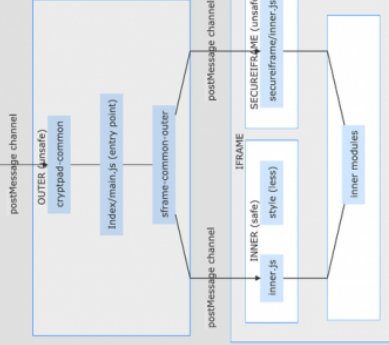 postMessage channel
OUTER (unsafe)
cryptpad-common
Index/main.js (entry point)
sframe-common-outer
postMessage channel
SECUREIFRAME (unsafe
secureiframe/inner.js
IFRAME
postMessage channel
INNER (safe)
inner.js
style (less)
inner modules